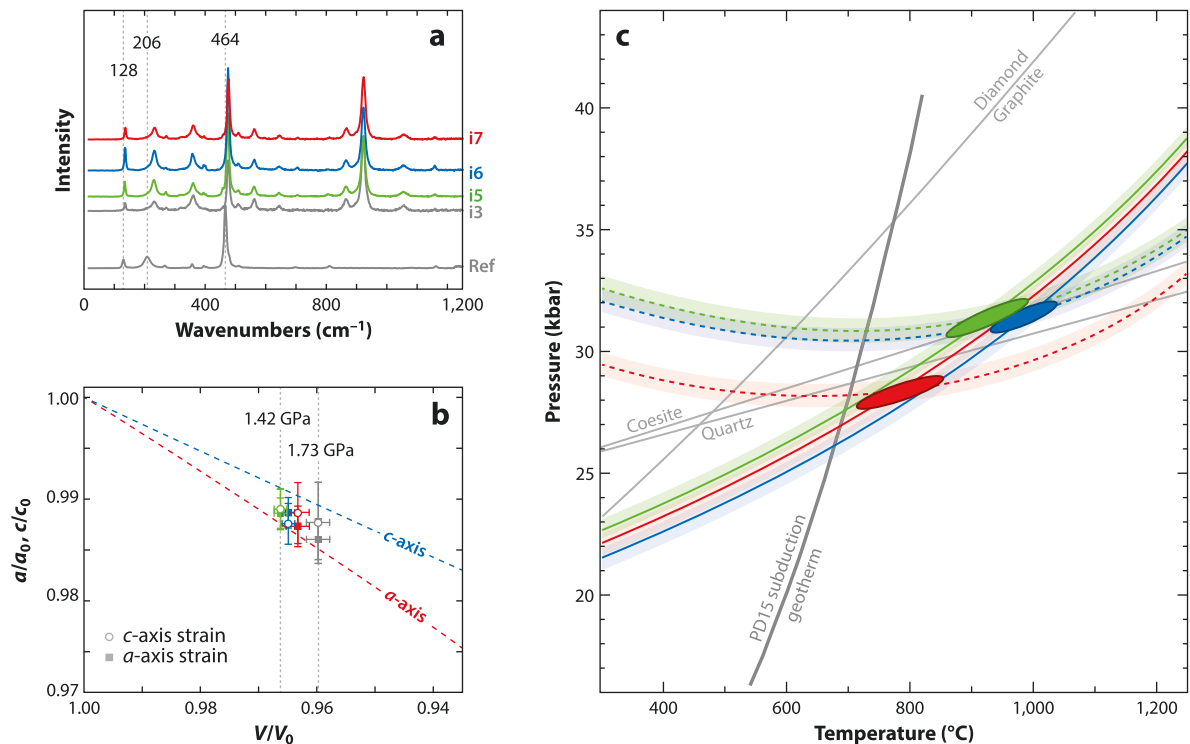 a
128
206
464
Intensity
i7
i6
i5
i3
Ref
0
400
800
1,200
Wavenumbers (cm⁻¹)
b
1.00
0.99
0.98
0.97
1.42 GPa
1.73 GPa
c-axis
a-axis
c-axis strain
a-axis strain
a/a₀, c/c₀
1.00
0.98
0.96
0.94
V/V₀
c
Diamond
Graphite
Coesite
Quartz
PD15 subduction
geotherm
40
35
30
25
20
Pressure (kbar)
400
600
800
1,000
1,200
Temperature (°C)